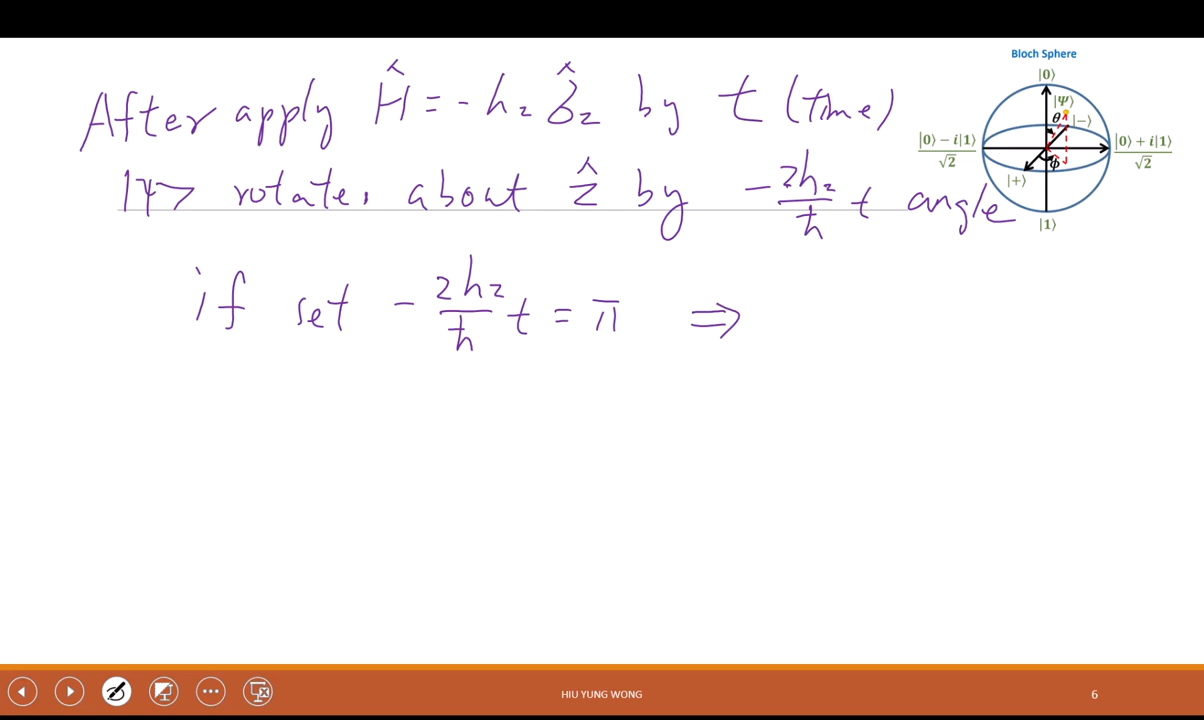 After apply Ĥ = - h_z σ̂_z by t (time)
|Ψ> rotate about ẑ by - 2h_z/ħ t angle
if set - 2h_z/ħ t = π ⇒
Bloch Sphere
|0⟩
|Ψ⟩
θ
|−⟩
|0⟩ − i|1⟩ / √2
|0⟩ + i|1⟩ / √2
ϕ
|+⟩
|1⟩
HIU YUNG WONG
6